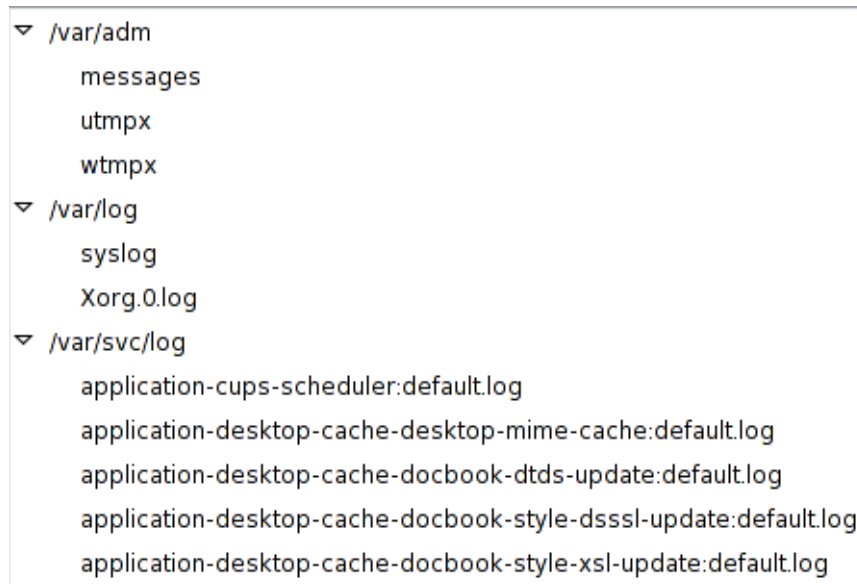 /var/adm
messages
utmpx
wtmpx
/var/log
syslog
Xorg.0.log
/var/svc/log
application-cups-scheduler:default.log
application-desktop-cache-desktop-mime-cache:default.log
application-desktop-cache-docbook-dtds-update:default.log
application-desktop-cache-docbook-style-dsssl-update:default.log
application-desktop-cache-docbook-style-xsl-update:default.log